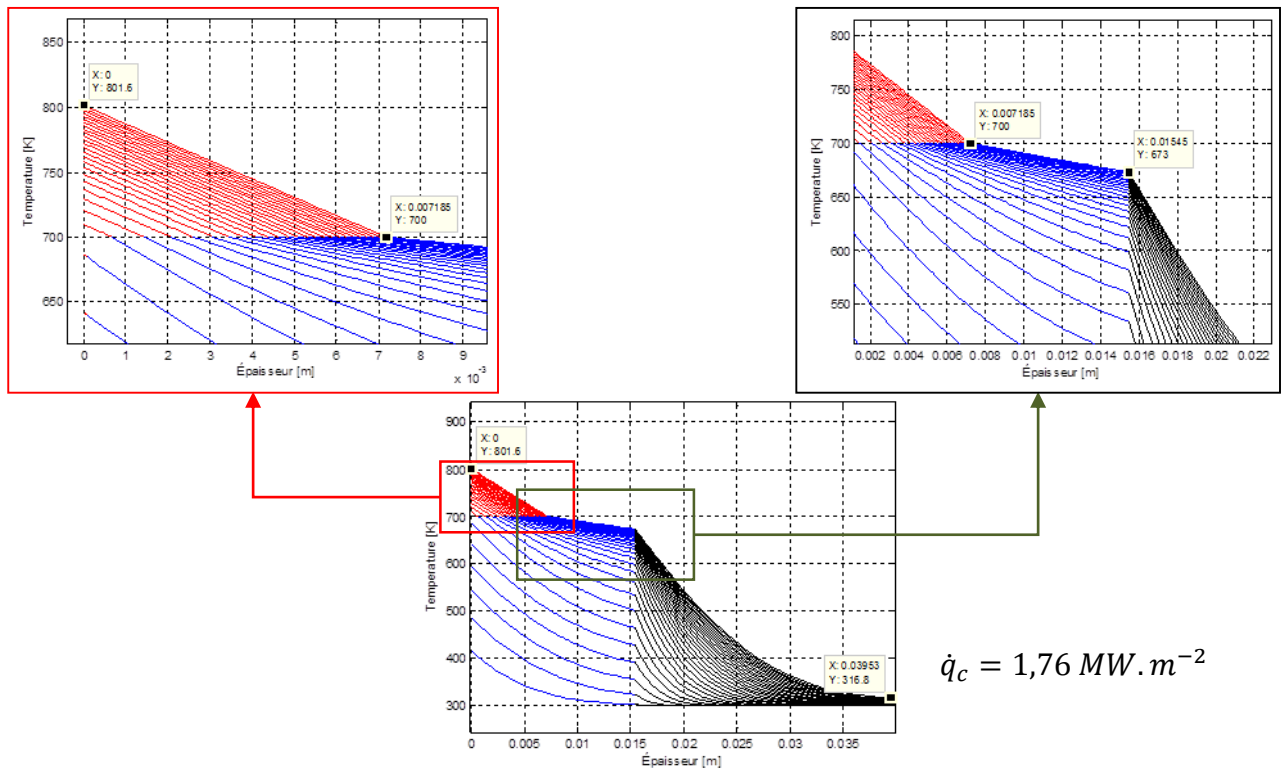 850
800
750
700
650
Temperature [K]
X: 0
Y: 801.6
X: 0.007185
Y: 700
0 1 2 3 4 5 6 7 8 9
x 10⁻³
Épaisseur [m]
800
750
700
650
600
550
Temperature [K]
X: 0.007185
Y: 700
X: 0.01545
Y: 673
0.002 0.004 0.006 0.008 0.01 0.012 0.014 0.016 0.018 0.02 0.022
Épaisseur [m]
900
800
700
600
500
400
300
Temperature [K]
X: 0
Y: 801.6
X: 0.03953
Y: 316.8
0 0.005 0.01 0.015 0.02 0.025 0.03 0.035
Épaisseur [m]
q̇_c = 1,76 MW.m⁻²